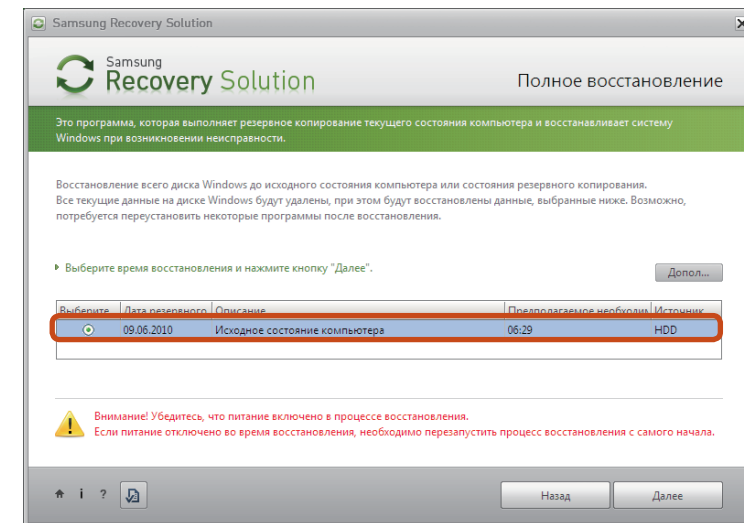 Samsung Recovery Solution
Samsung
Recovery Solution
Полное восстановление
Это программа, которая выполняет резервное копирование текущего состояния компьютера и восстанавливает систему
Windows при возникновении неисправности.
Восстановление всего диска Windows до исходного состояния компьютера или состояния резервного копирования.
Все текущие данные на диске Windows будут удалены, при этом будут восстановлены данные, выбранные ниже. Возможно,
потребуется переустановить некоторые программы после восстановления.
Выберите время восстановления и нажмите кнопку "Далее".
Допол...
Выберите Дата резервного Описание Предполагаемое необходим Источник
09.06.2010 Исходное состояние компьютера 06:29 HDD
Внимание! Убедитесь, что питание включено в процессе восстановления.
Если питание отключено во время восстановления, необходимо перезапустить процесс восстановления с самого начала.
i ? Назад Далее